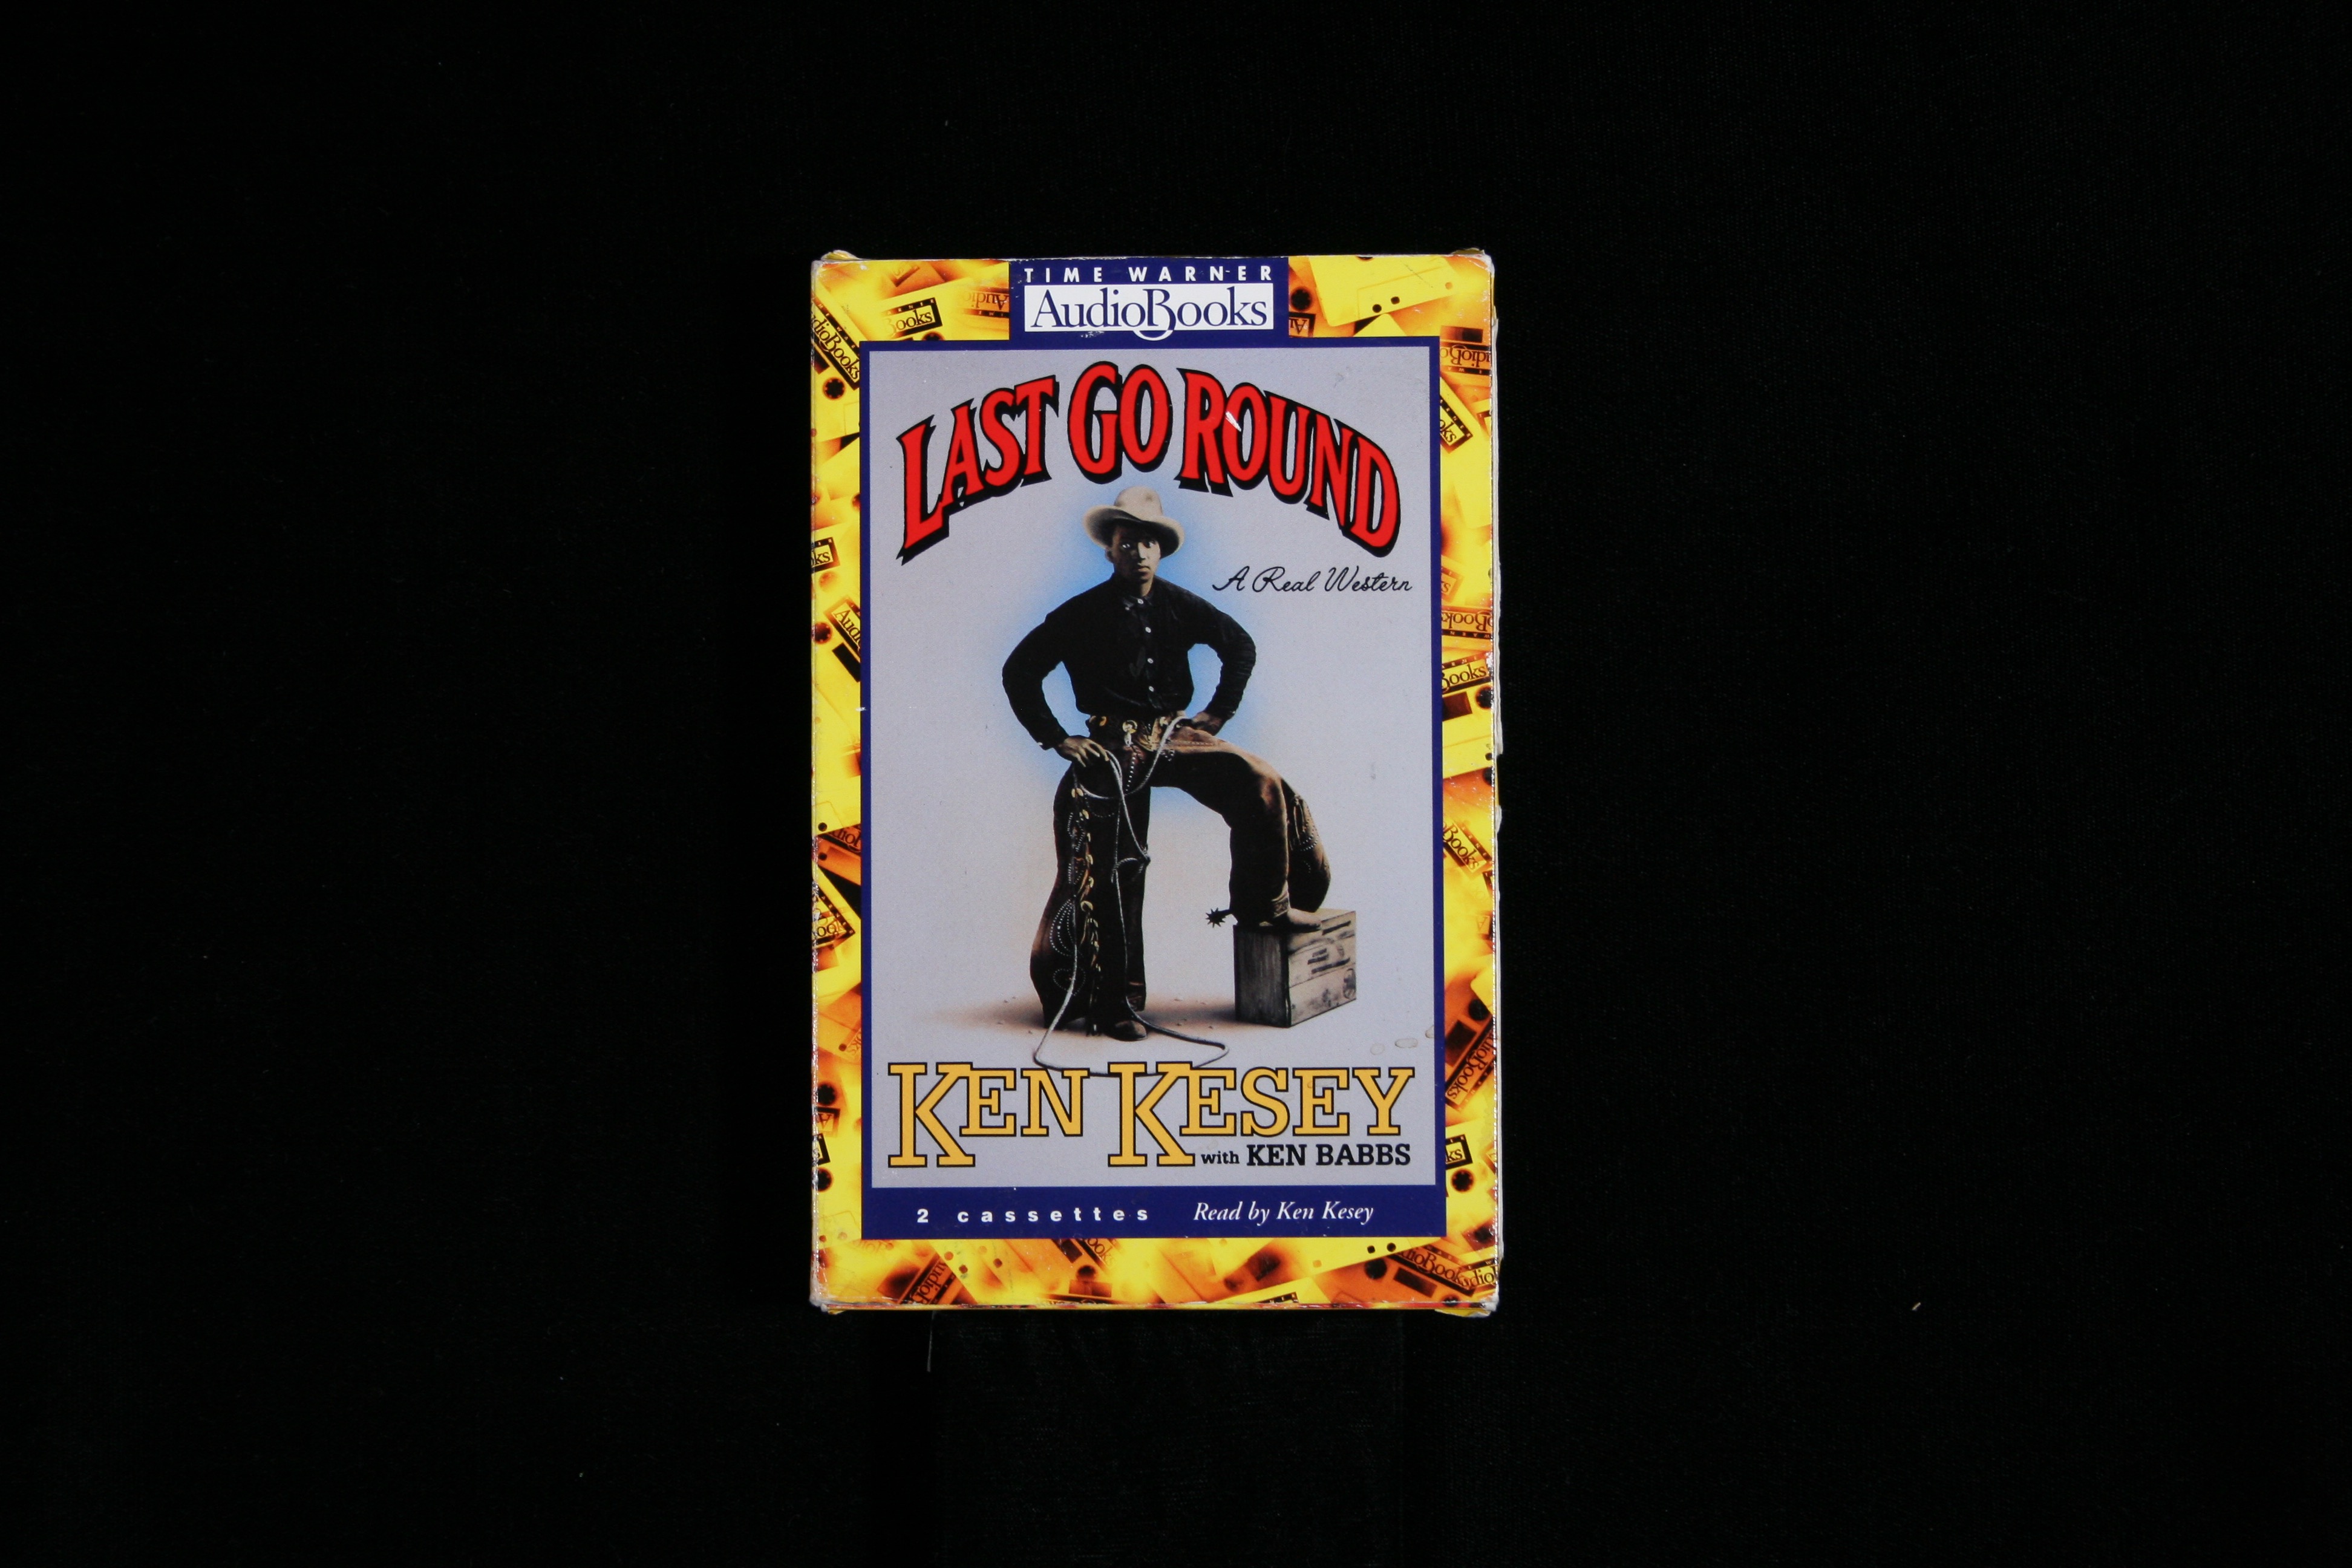 TIME WARNER
AudioBooks
LAST GO ROUND
A Real Western
KEN KESEY
with KEN BABBS
2 cassettes
Read by Ken Kesey